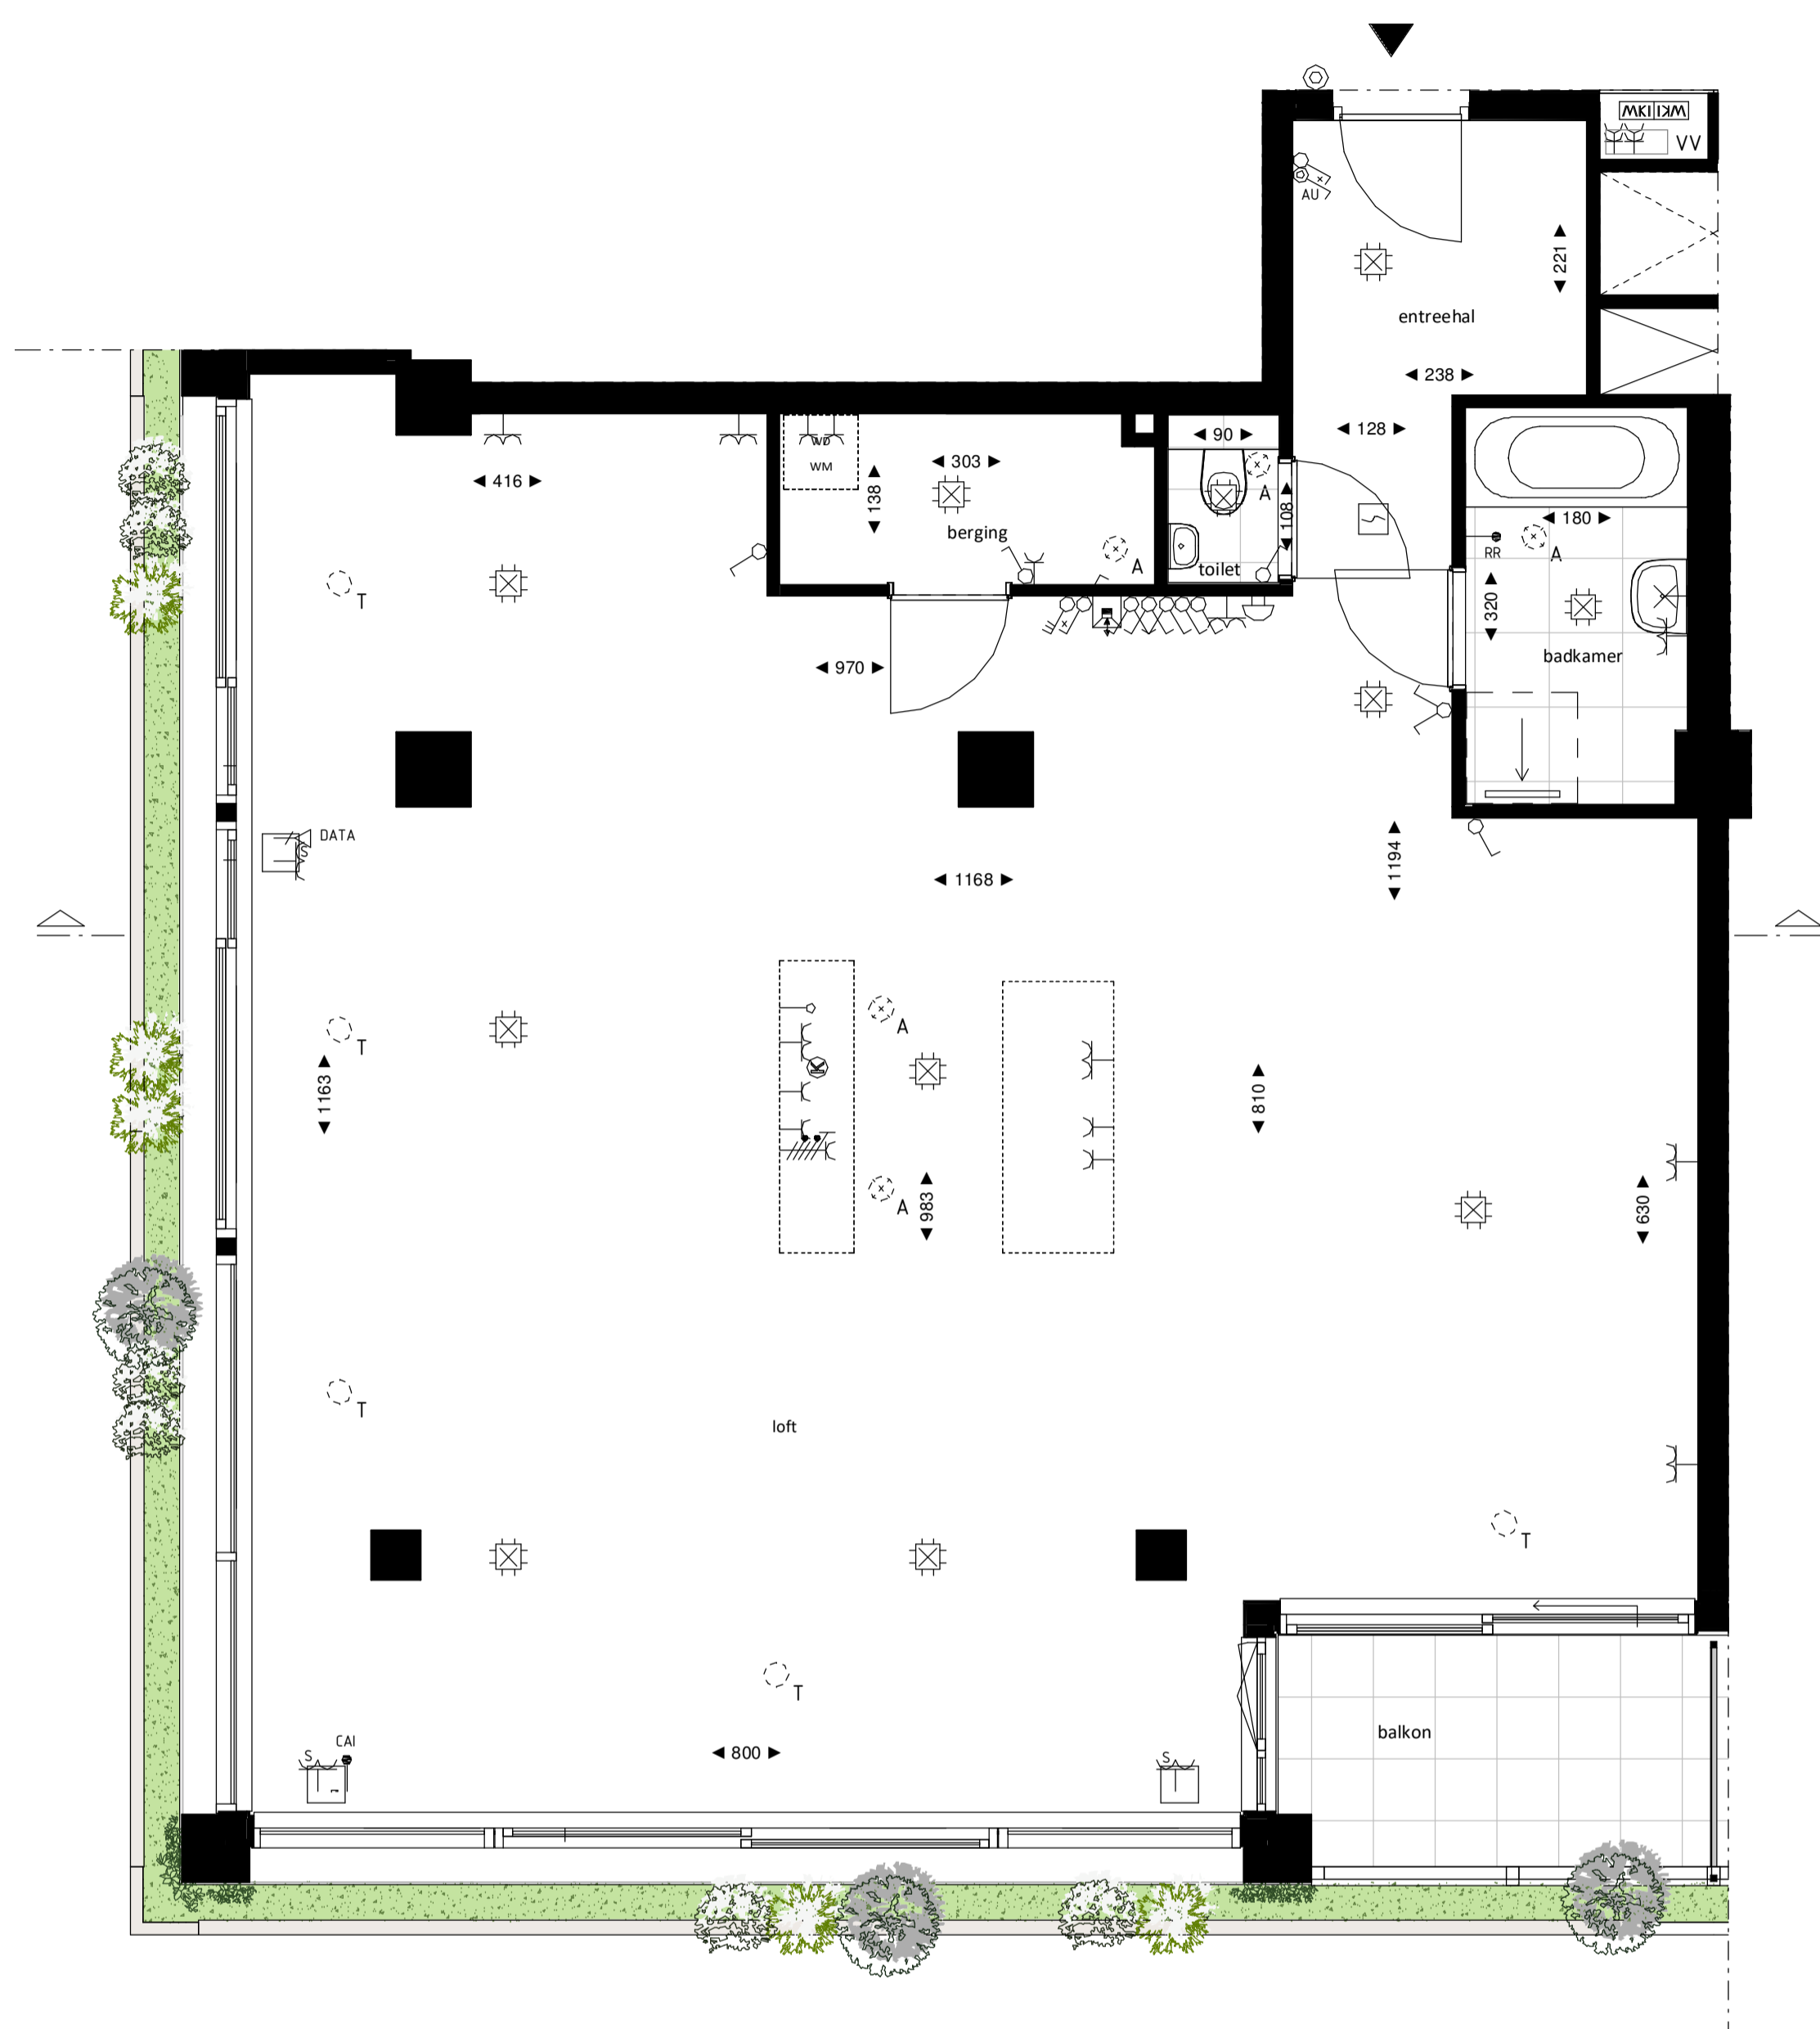 WKI WKI
VV
AU
221
entreehal
238
90
128
416
303
WD
WM
138
A
108
180
berging
RR
A
A
toilet
T
320
badkamer
970
DATA
S
1194
1168
A
T
K
1163
810
A
983
630
T
loft
T
T
balkon
CAI
S
800
S